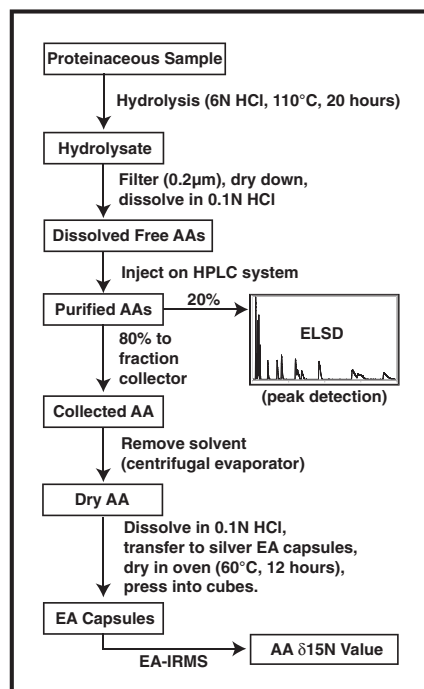 Proteinaceous Sample
Hydrolysis (6N HCl, 110°C, 20 hours)
Hydrolysate
Filter (0.2µm), dry down,
dissolve in 0.1N HCl
Dissolved Free AAs
Inject on HPLC system
Purified AAs
20%
ELSD
(peak detection)
80% to
fraction
collector
Collected AA
Remove solvent
(centrifugal evaporator)
Dry AA
Dissolve in 0.1N HCl,
transfer to silver EA capsules,
dry in oven (60°C, 12 hours),
press into cubes.
EA Capsules
EA-IRMS
AA δ15N Value